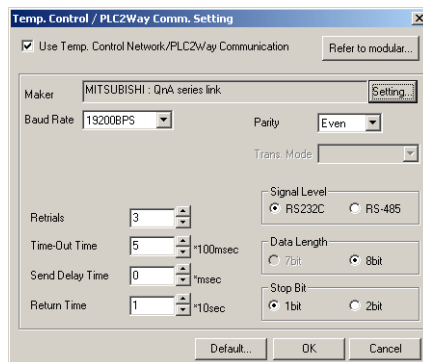 Temp. Control / PLC2Way Comm. Setting
Use Temp. Control Network/PLC2Way Communication
Refer to modular...
Maker MITSUBISHI : QnA series link Setting...
Baud Rate 19200BPS Parity Even
Trans. Mode
Signal Level
RS232C RS-485
Retrials 3
Time-Out Time 5 *100msec
Data Length
7bit 8bit
Send Delay Time 0 *msec
Stop Bit
Return Time 1 *10sec 1bit 2bit
Default... OK Cancel